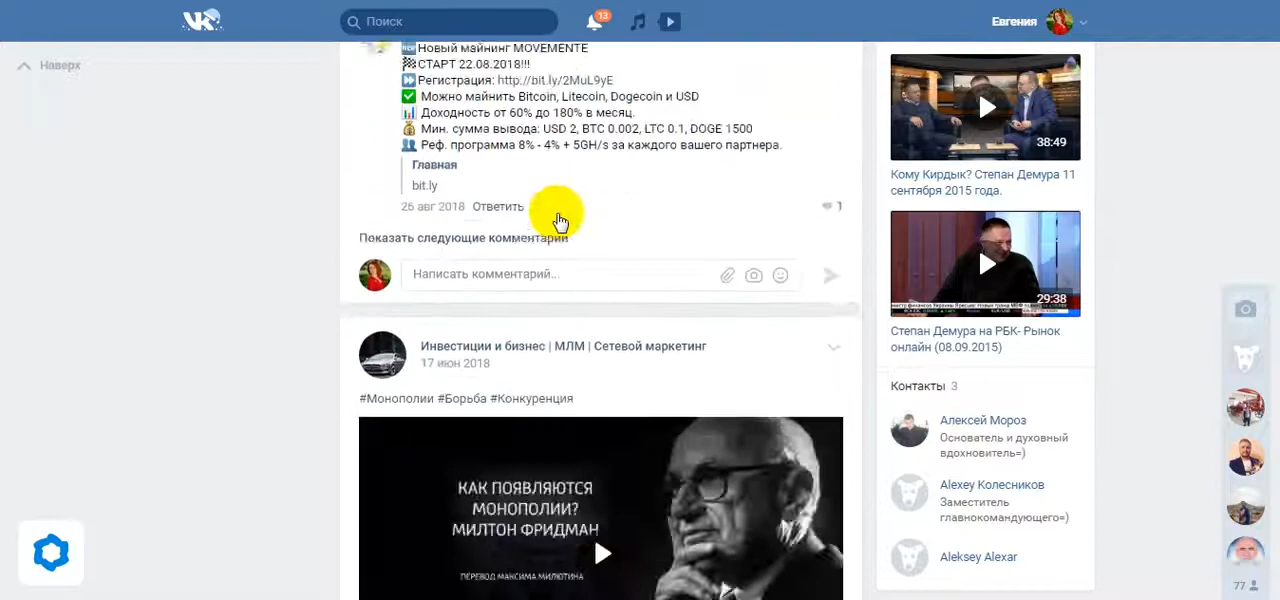 Поиск
13
Евгения
Наверх
Новый майнинг MOVEMENTE
СТАРТ 22.08.2018!!!
Регистрация: http://bit.ly/2MuL9yE
Можно майнить Bitcoin, Litecoin, Dogecoin и USD
Доходность от 60% до 180% в месяц.
Мин. сумма вывода: USD 2, BTC 0.002, LTC 0.1, DOGE 1500
Реф. программа 8% - 4% + 5GH/s за каждого вашего партнера.
Главная
bit.ly
26 авг 2018 Ответить
1
Показать следующие комментарии
Написать комментарий...
Инвестиции и бизнес | МЛМ | Сетевой маркетинг
17 июн 2018
#Монополии #Борьба #Конкуренция
КАК ПОЯВЛЯЮТСЯ
МОНОПОЛИИ?
МИЛТОН ФРИДМАН
ПЕРЕВОД МАКСИМА МИЛЮТИНА
38:49
Кому Кирдык? Степан Демура 11
сентября 2015 года.
29:38
Степан Демура на РБК- Рынок
онлайн (08.09.2015)
Контакты 3
Алексей Мороз
Основатель и духовный
вдохновитель=)
Alexey Колесников
Заместитель
главнокомандующего=)
Aleksey Alexar
77